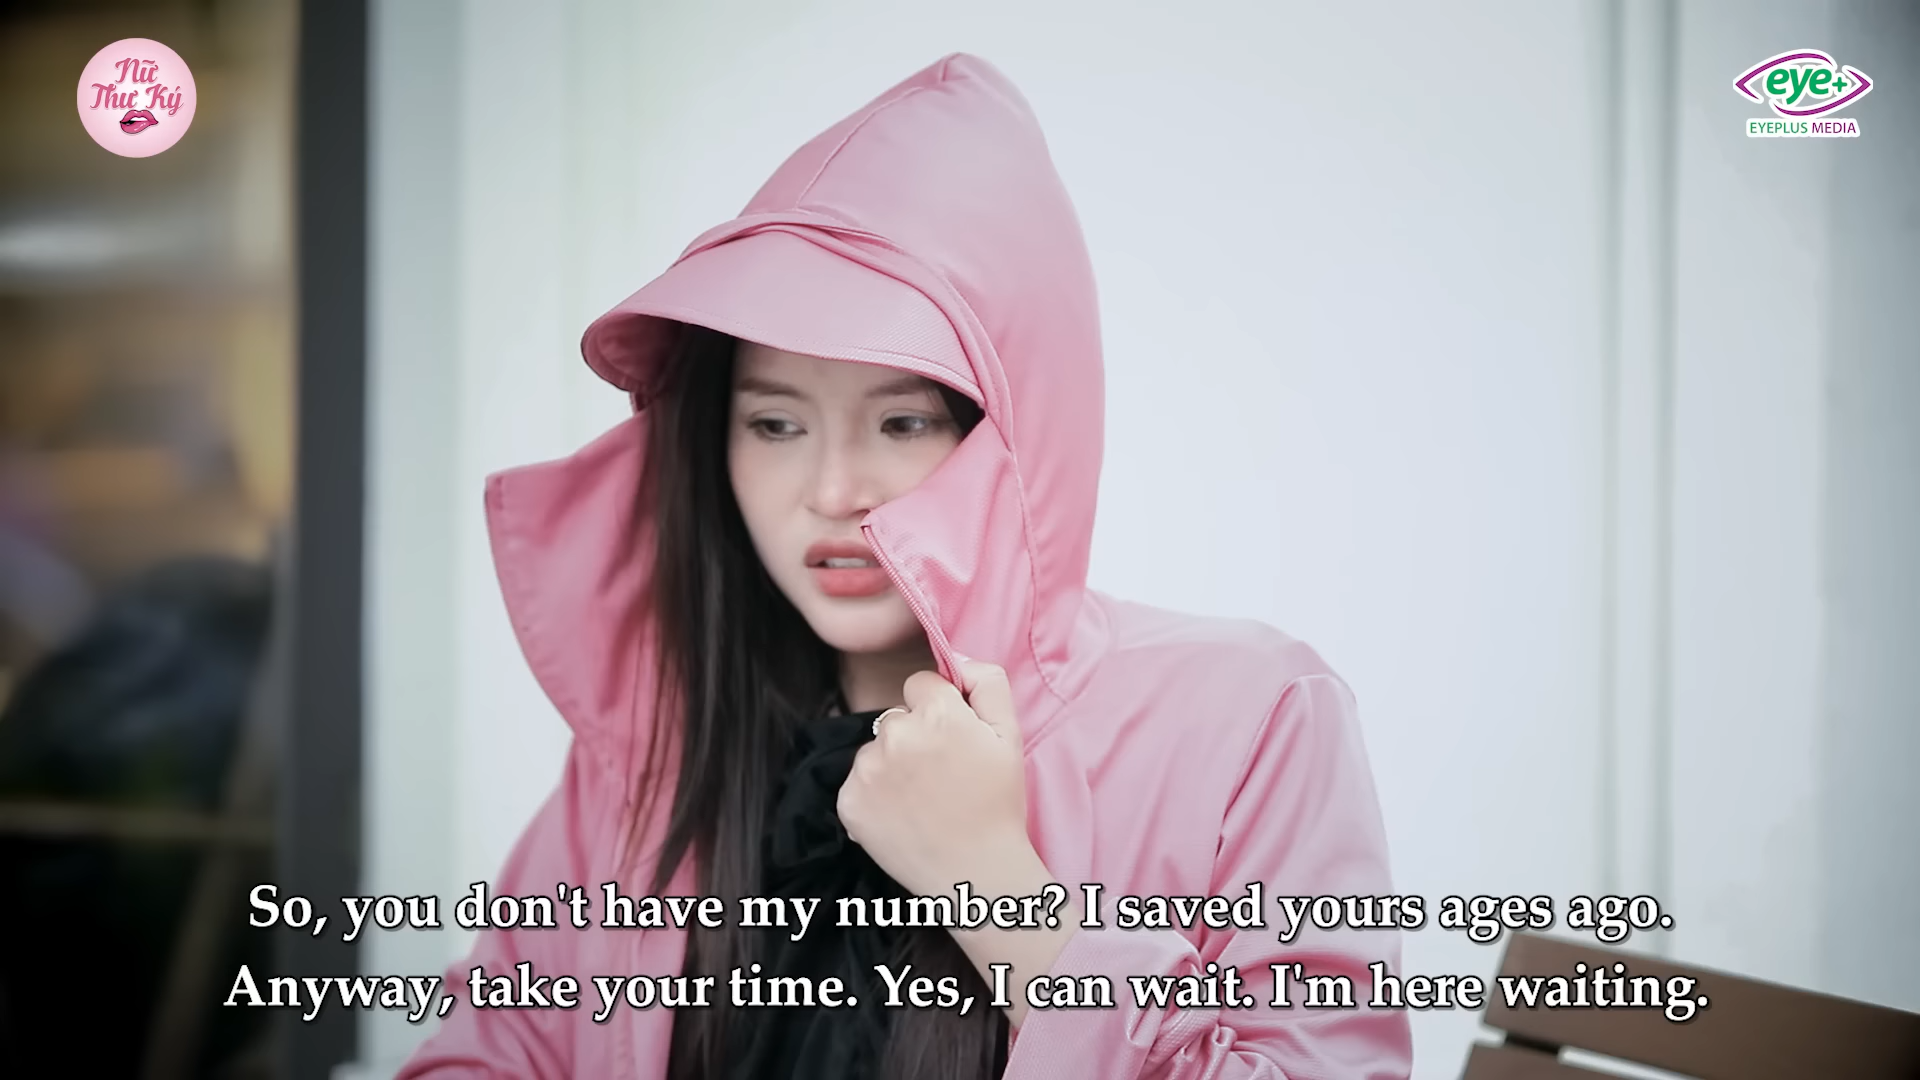 Nữ
Thư Ký
eye+
EYEPLUS MEDIA
So, you don't have my number? I saved yours ages ago.
Anyway, take your time. Yes, I can wait. I'm here waiting.